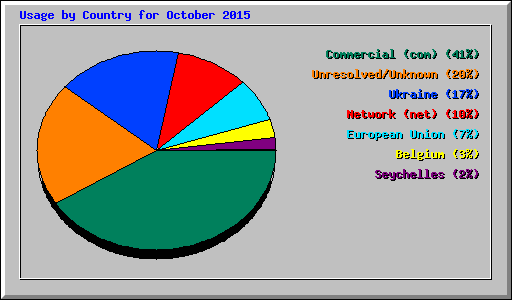 Usage by Country for October 2015
Commercial (com) (41%)
Unresolved/Unknown (20%)
Ukraine (17%)
Network (net) (10%)
European Union (7%)
Belgium (3%)
Seychelles (2%)